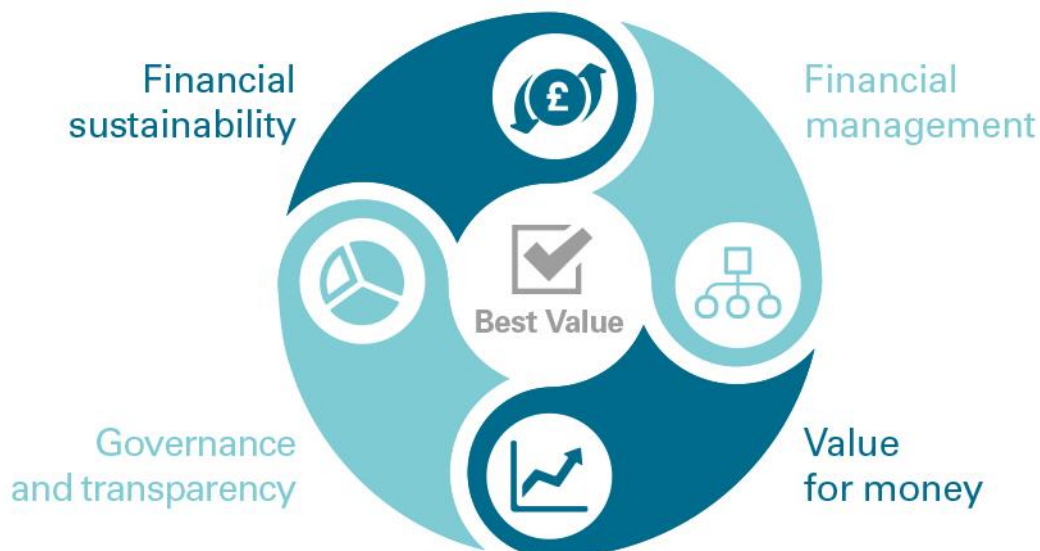 Financial
sustainability
£
Financial
management
Best Value
Governance
and transparency
Value
for money